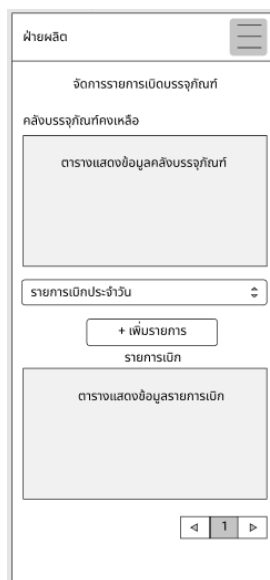 ฝ่ายผลิต
จัดการรายการเบิดบรรจุภัณฑ์
คลังบรรจุภัณฑ์คงเหลือ
ตารางแสดงข้อมูลคลังบรรจุภัณฑ์
รายการเบิกประจำวัน
+ เพิ่มรายการ
รายการเบิก
ตารางแสดงข้อมูลรายการเบิก
1